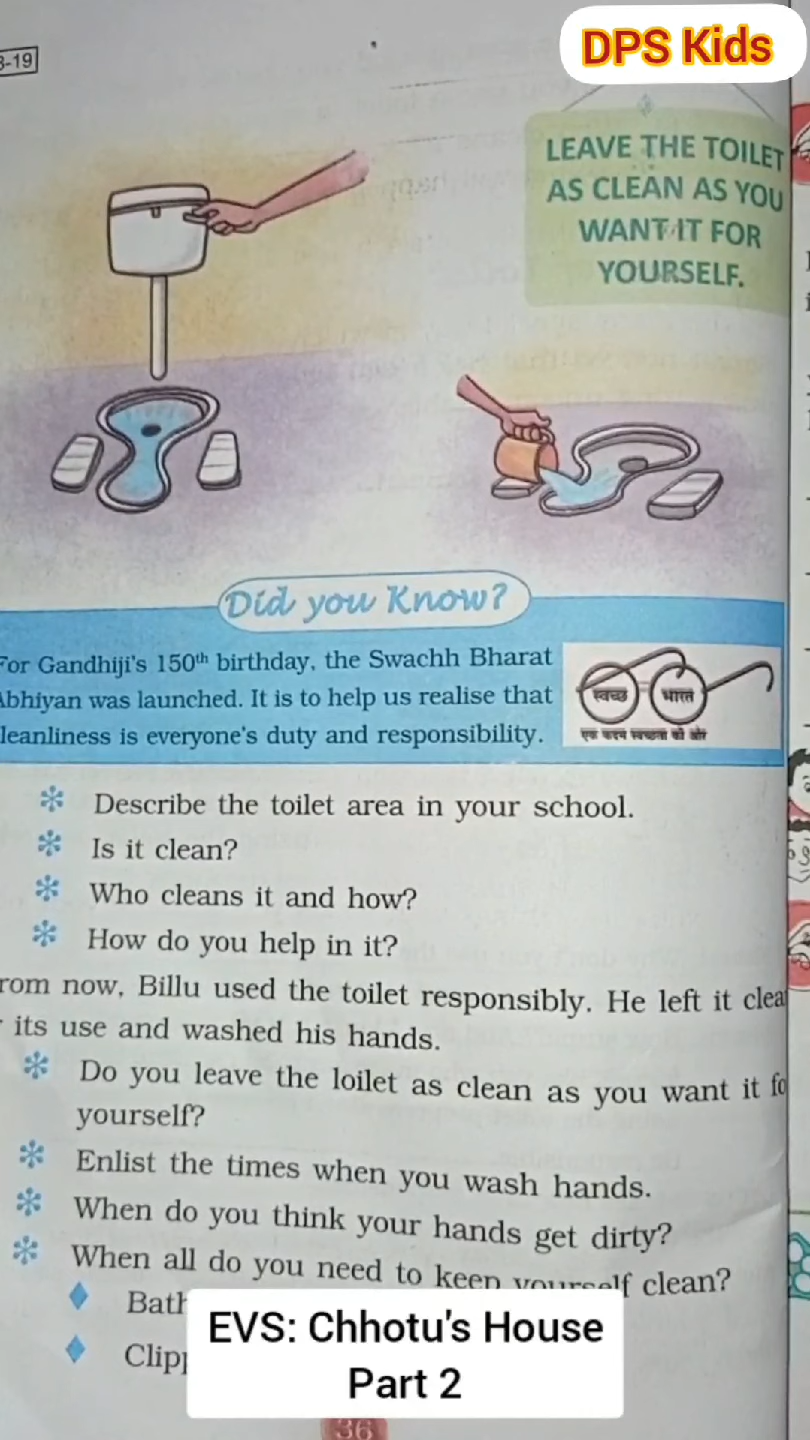 DPS Kids
3-19
LEAVE THE TOILET
AS CLEAN AS YOU
WANT IT FOR
YOURSELF.
Did you Know?
For Gandhiji's 150th birthday, the Swachh Bharat
Abhiyan was launched. It is to help us realise that
leanliness is everyone's duty and responsibility.
स्वच्छ भारत
एक कदम स्वच्छता की ओर
Describe the toilet area in your school.
Is it clean?
Who cleans it and how?
How do you help in it?
rom now, Billu used the toilet responsibly. He left it clea
its use and washed his hands.
Do you leave the loilet as clean as you want it fo
yourself?
Enlist the times when you wash hands.
When do you think your hands get dirty?
When all do you need to keep yourself clean?
Bath
Clip
EVS: Chhotu's House
Part 2
36